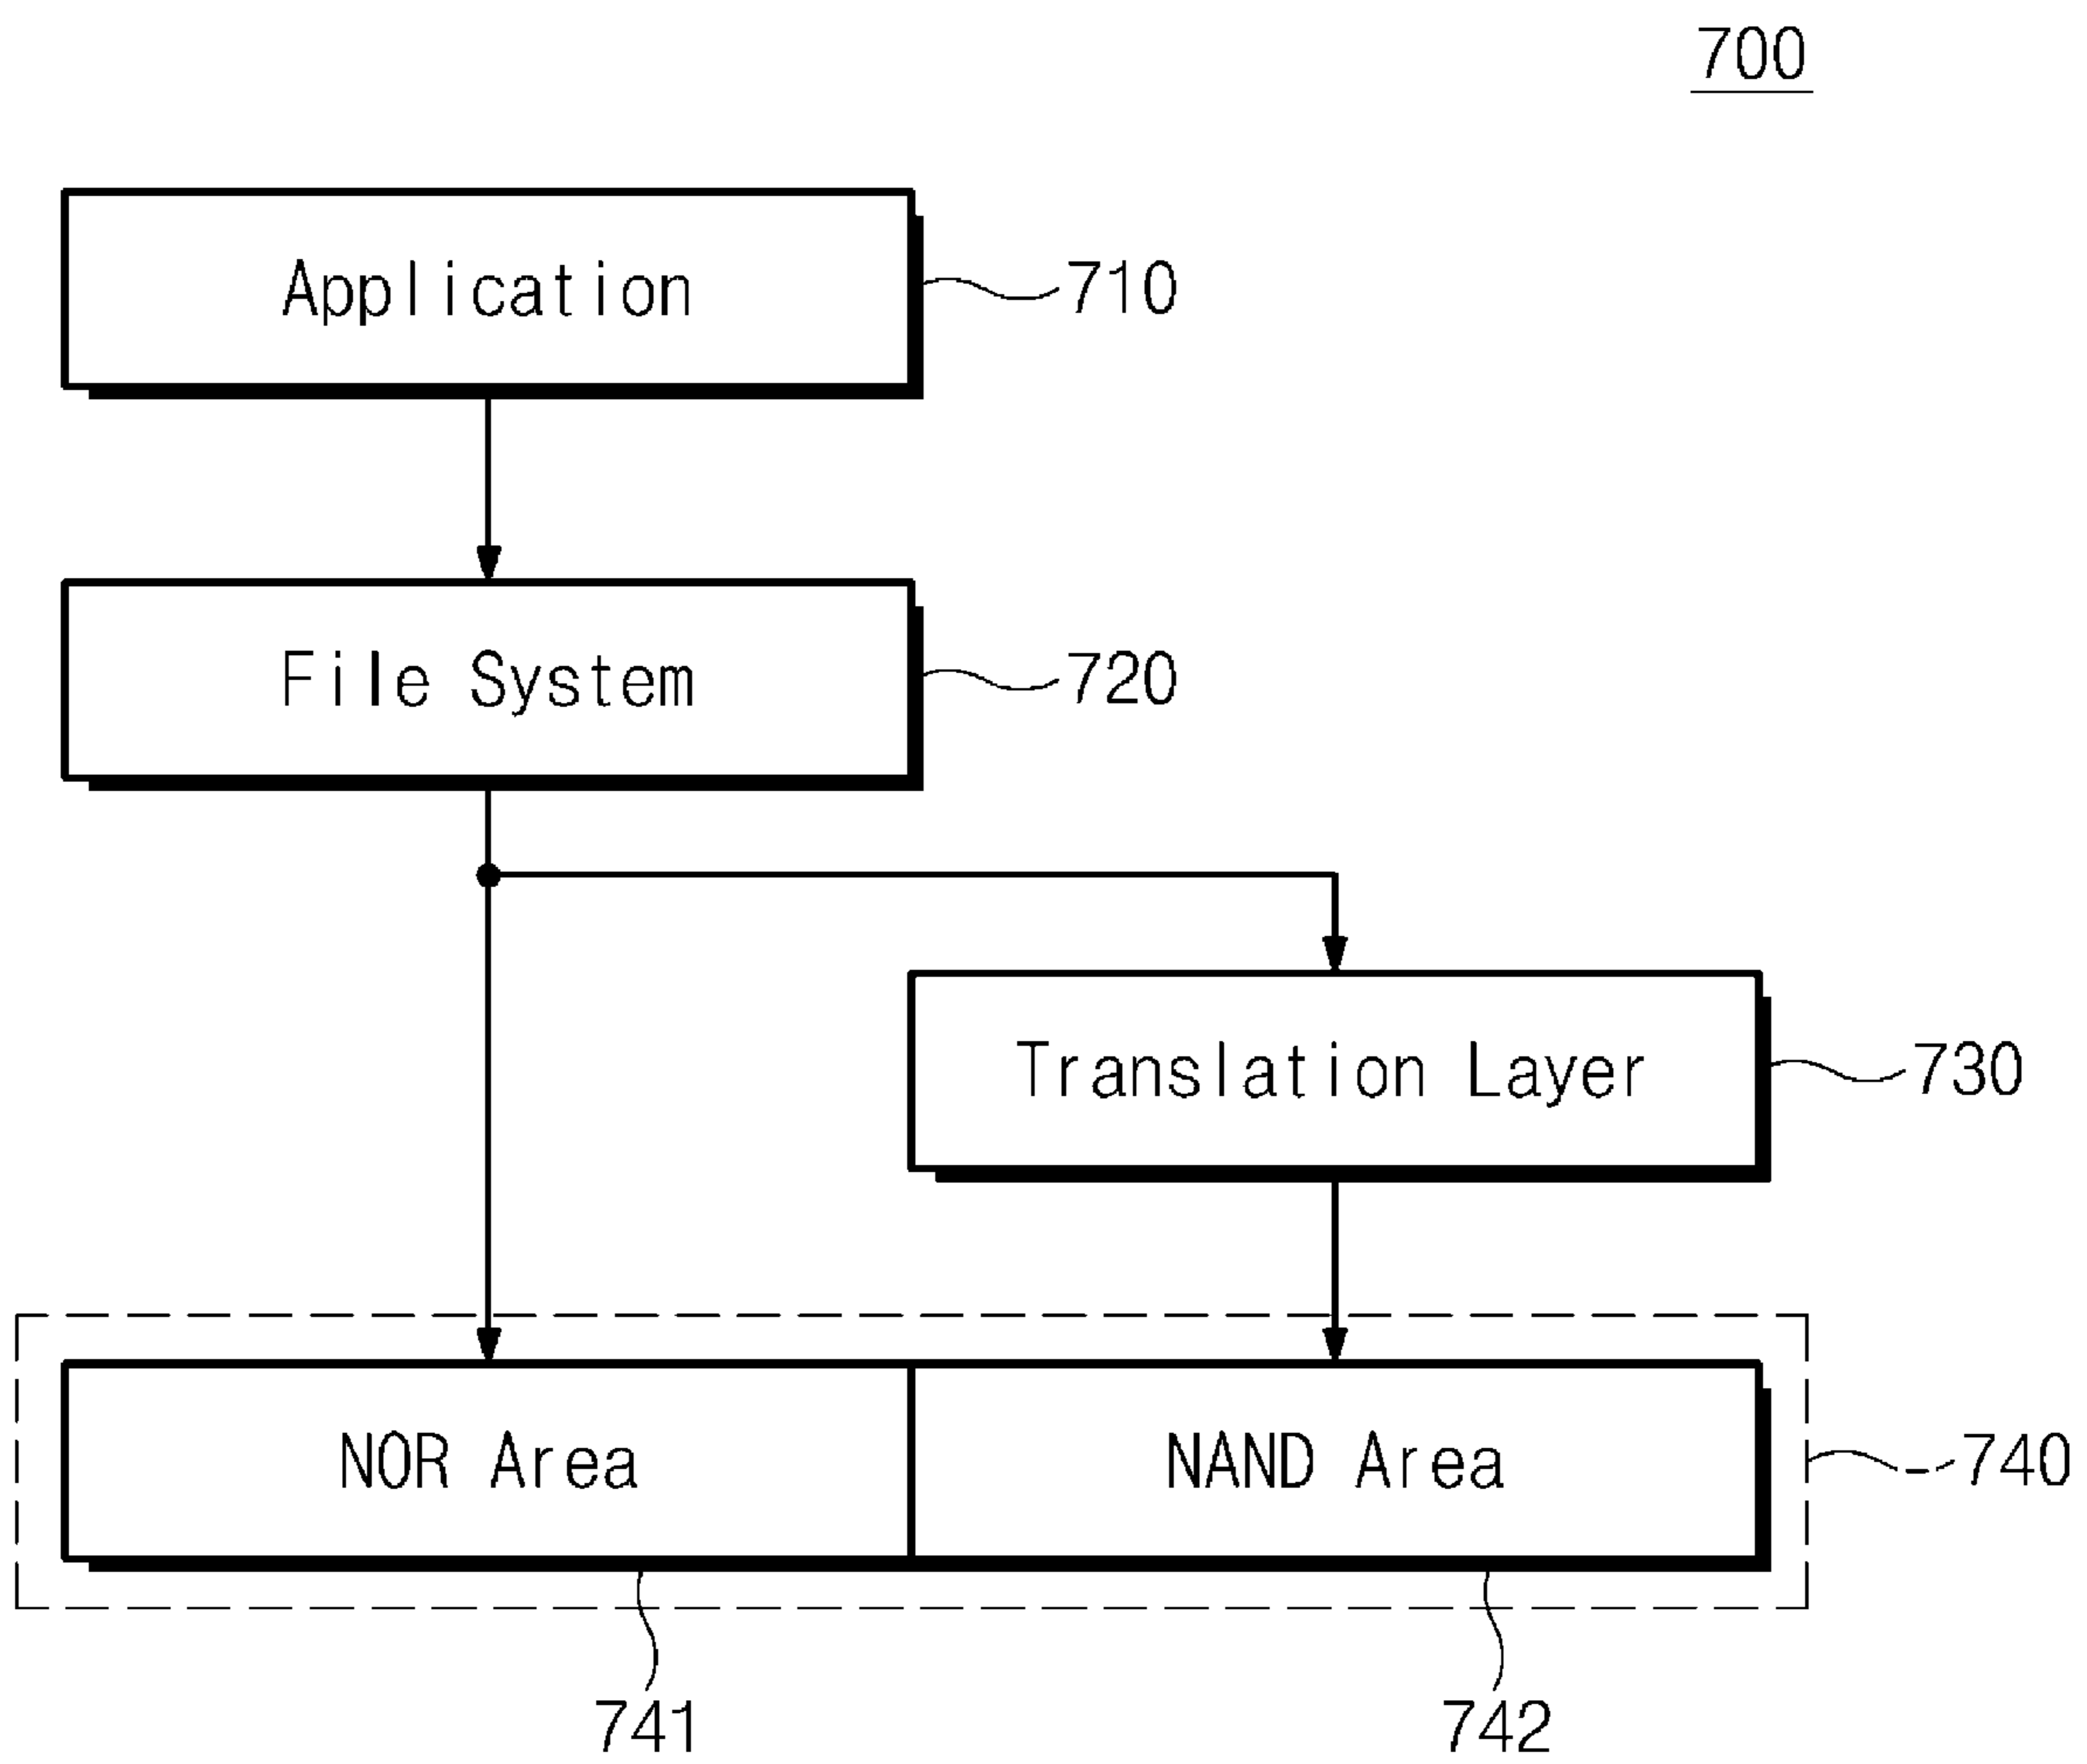 700
Application
710
File System
720
Translation Layer
730
NOR Area
NAND Area
740
741
742